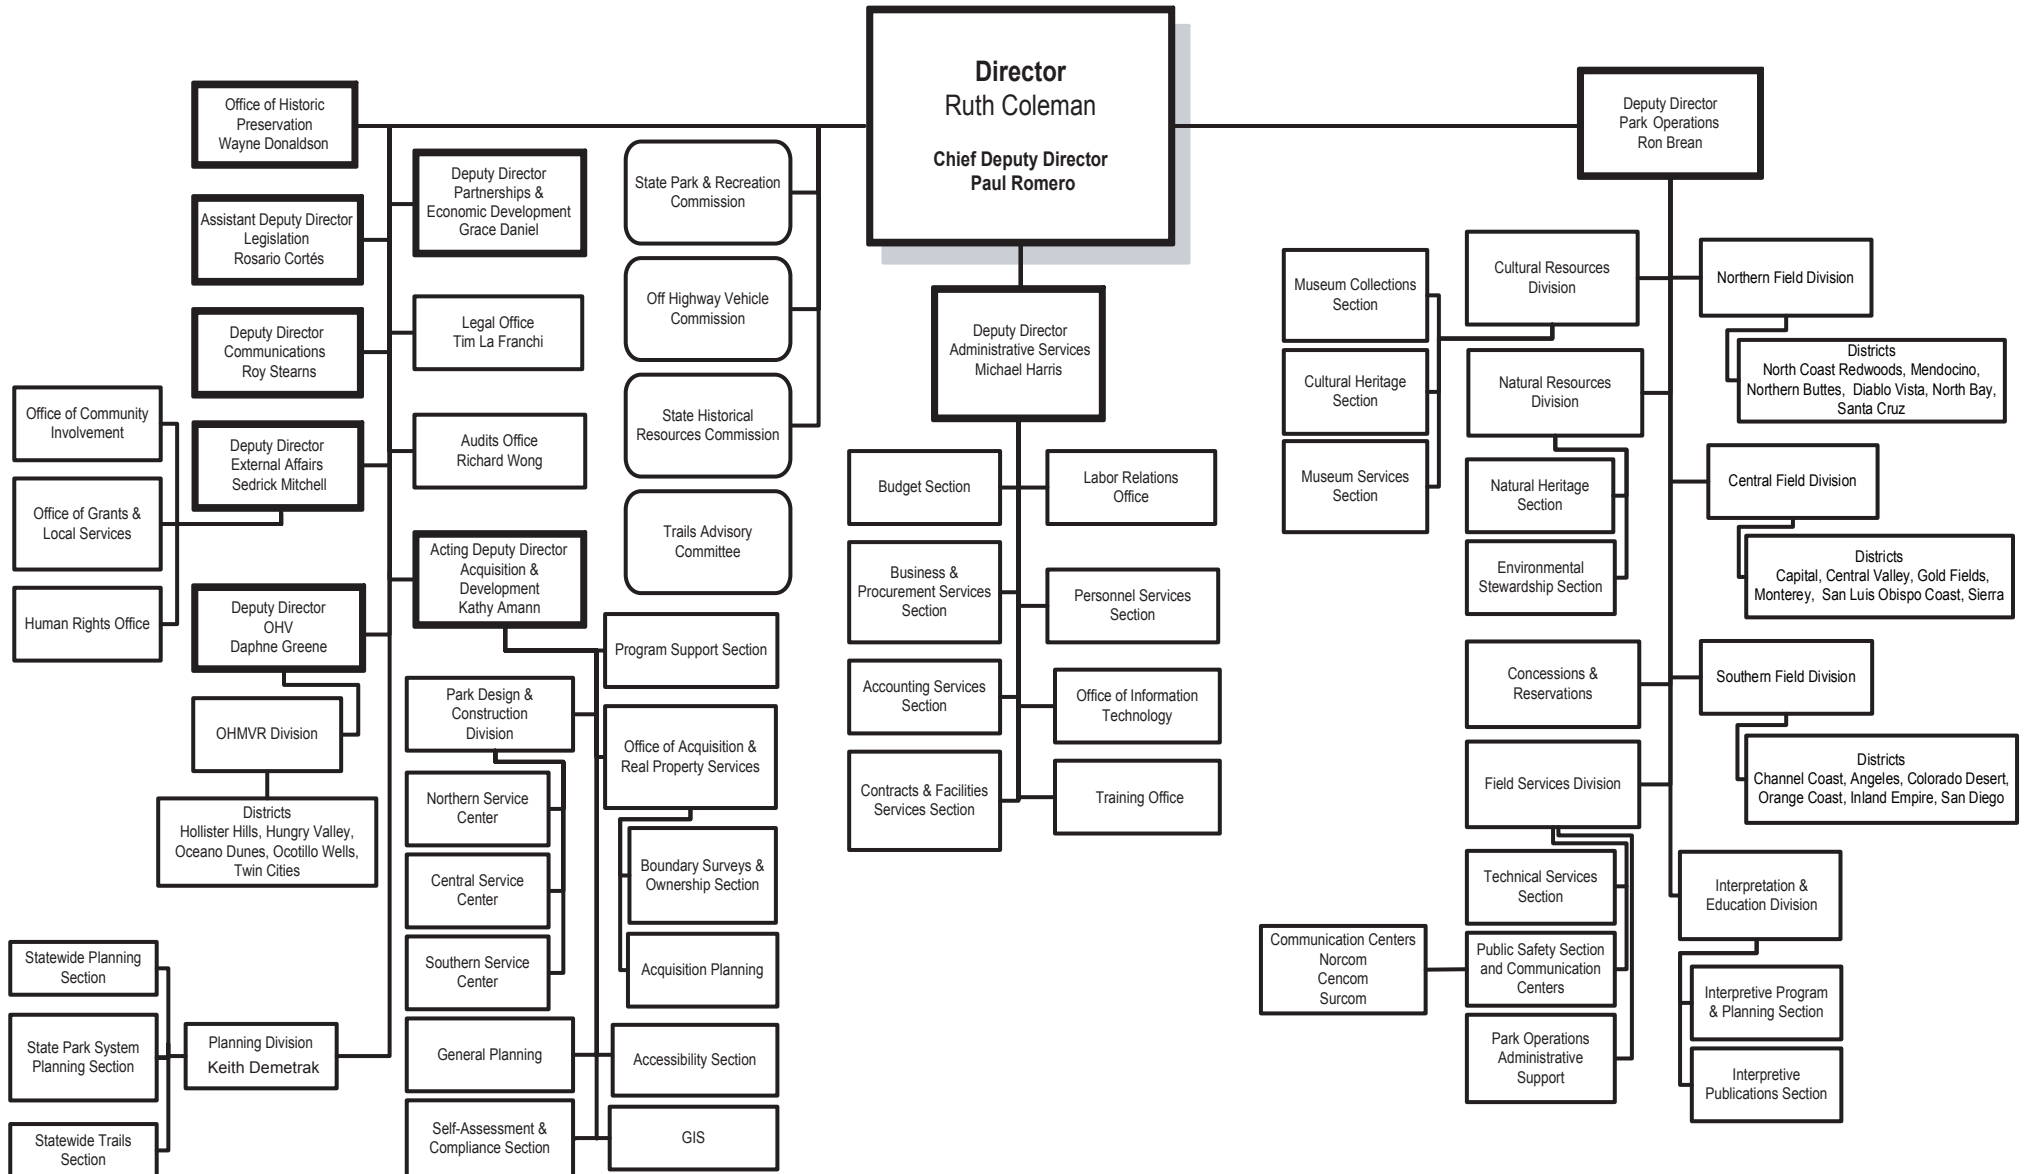 Director
Ruth Coleman
Chief Deputy Director
Paul Romero
Office of Historic
Preservation
Wayne Donaldson
Assistant Deputy Director
Legislation
Rosario Cortés
Deputy Director
Communications
Roy Stearns
Office of Community
Involvement
Office of Grants &
Local Services
Human Rights Office
Deputy Director
External Affairs
Sedrick Mitchell
Deputy Director
OHV
Daphne Greene
OHMVR Division
Districts
Hollister Hills, Hungry Valley,
Oceano Dunes, Ocotillo Wells,
Twin Cities
Statewide Planning
Section
State Park System
Planning Section
Statewide Trails
Section
Planning Division
Keith Demetrak
Deputy Director
Partnerships &
Economic Development
Grace Daniel
Legal Office
Tim La Franchi
Audits Office
Richard Wong
Acting Deputy Director
Acquisition &
Development
Kathy Amann
Park Design &
Construction
Division
Northern Service
Center
Central Service
Center
Southern Service
Center
General Planning
Self-Assessment &
Compliance Section
Program Support Section
Office of Acquisition &
Real Property Services
Boundary Surveys &
Ownership Section
Acquisition Planning
Accessibility Section
GIS
State Park & Recreation
Commission
Off Highway Vehicle
Commission
State Historical
Resources Commission
Trails Advisory
Committee
Deputy Director
Administrative Services
Michael Harris
Budget Section
Business &
Procurement Services
Section
Accounting Services
Section
Contracts & Facilities
Services Section
Labor Relations
Office
Personnel Services
Section
Office of Information
Technology
Training Office
Deputy Director
Park Operations
Ron Brean
Museum Collections
Section
Cultural Heritage
Section
Museum Services
Section
Cultural Resources
Division
Natural Resources
Division
Natural Heritage
Section
Environmental
Stewardship Section
Concessions &
Reservations
Field Services Division
Technical Services
Section
Communication Centers
Norcom
Cencom
Surcom
Public Safety Section
and Communication
Centers
Park Operations
Administrative
Support
Northern Field Division
Districts
North Coast Redwoods, Mendocino,
Northern Buttes, Diablo Vista, North Bay,
Santa Cruz
Central Field Division
Districts
Capital, Central Valley, Gold Fields,
Monterey, San Luis Obispo Coast, Sierra
Southern Field Division
Districts
Channel Coast, Angeles, Colorado Desert,
Orange Coast, Inland Empire, San Diego
Interpretation &
Education Division
Interpretive Program
& Planning Section
Interpretive
Publications Section